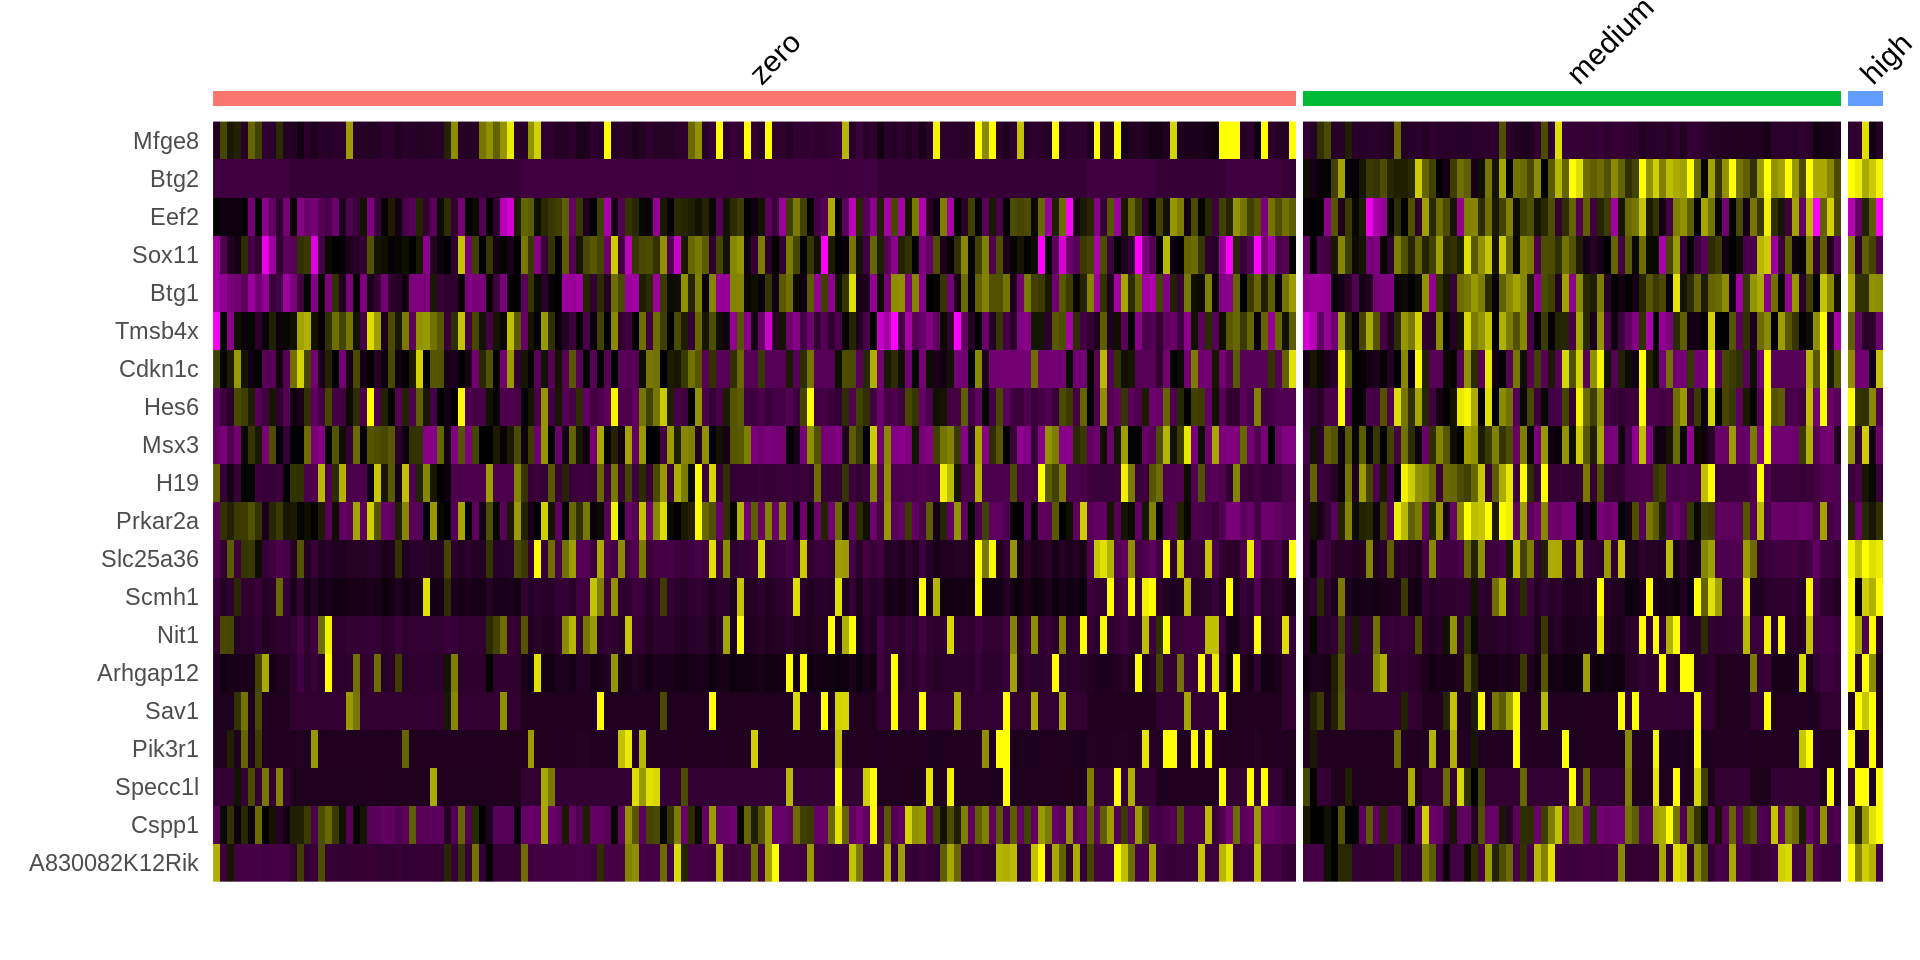 zero
medium
high
Mfge8
Btg2
Eef2
Sox11
Btg1
Tmsb4x
Cdkn1c
Hes6
Msx3
H19
Prkar2a
Slc25a36
Scmh1
Nit1
Arhgap12
Sav1
Pik3r1
Specc1l
Cspp1
A830082K12Rik